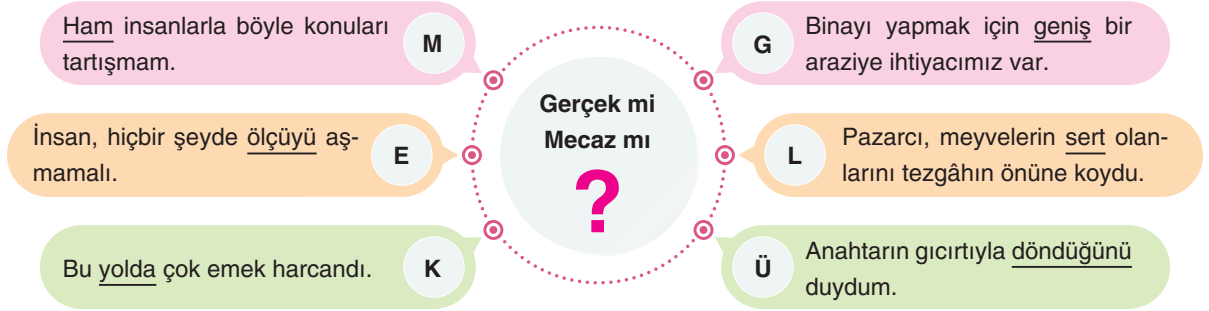 Ham insanlarla böyle konuları
tartışmam.
M
İnsan, hiçbir şeyde ölçüyü aş-
mamalı.
E
Bu yolda çok emek harcandı.
K
Gerçek mi
Mecaz mı
?
G
Binayı yapmak için geniş bir
araziye ihtiyacımız var.
L
Pazarcı, meyvelerin sert olan-
larını tezgâhın önüne koydu.
Ü
Anahtarın gıcırtıyla döndüğünü
duydum.